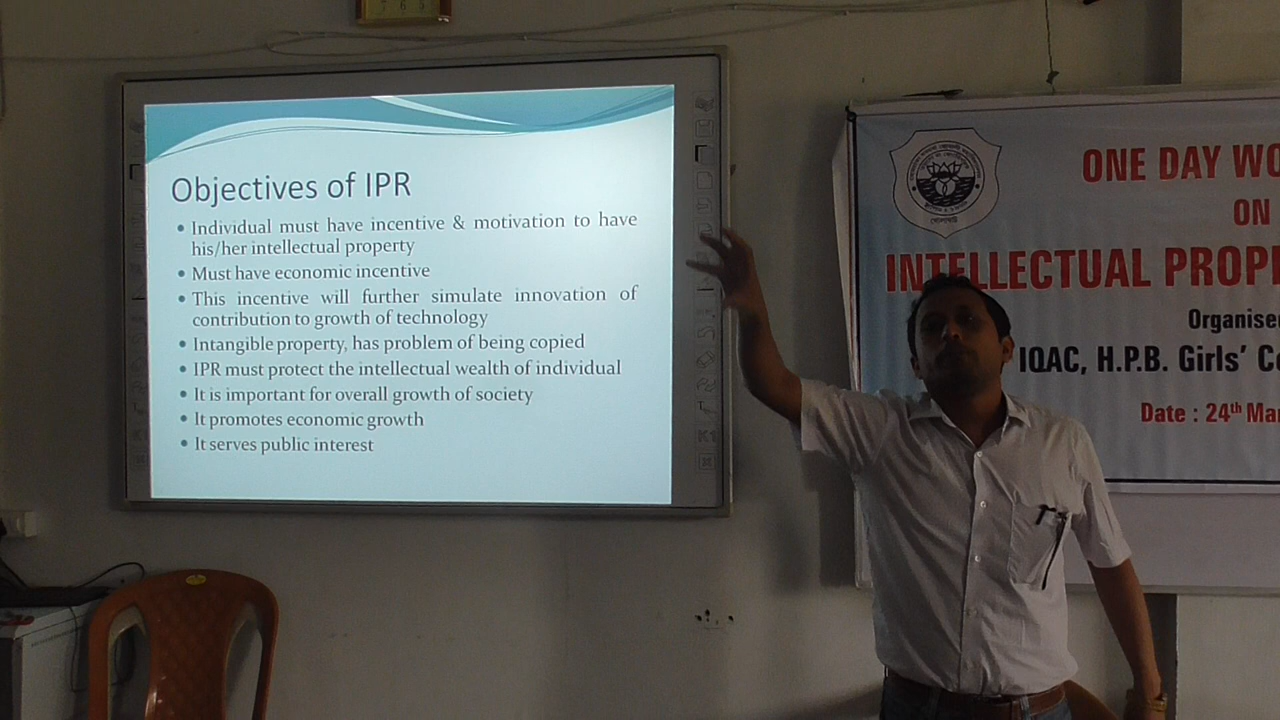 Objectives of IPR
• Individual must have incentive & motivation to have
his/her intellectual property
• Must have economic incentive
• This incentive will further simulate innovation of
contribution to growth of technology
• Intangible property, has problem of being copied
• IPR must protect the intellectual wealth of individual
• It is important for overall growth of society
• It promotes economic growth
• It serves public interest
ONE DAY WO
ON
INTELLECTUAL PROPE
Organise
IQAC, H.P.B. Girls' Co
Date : 24th Mar